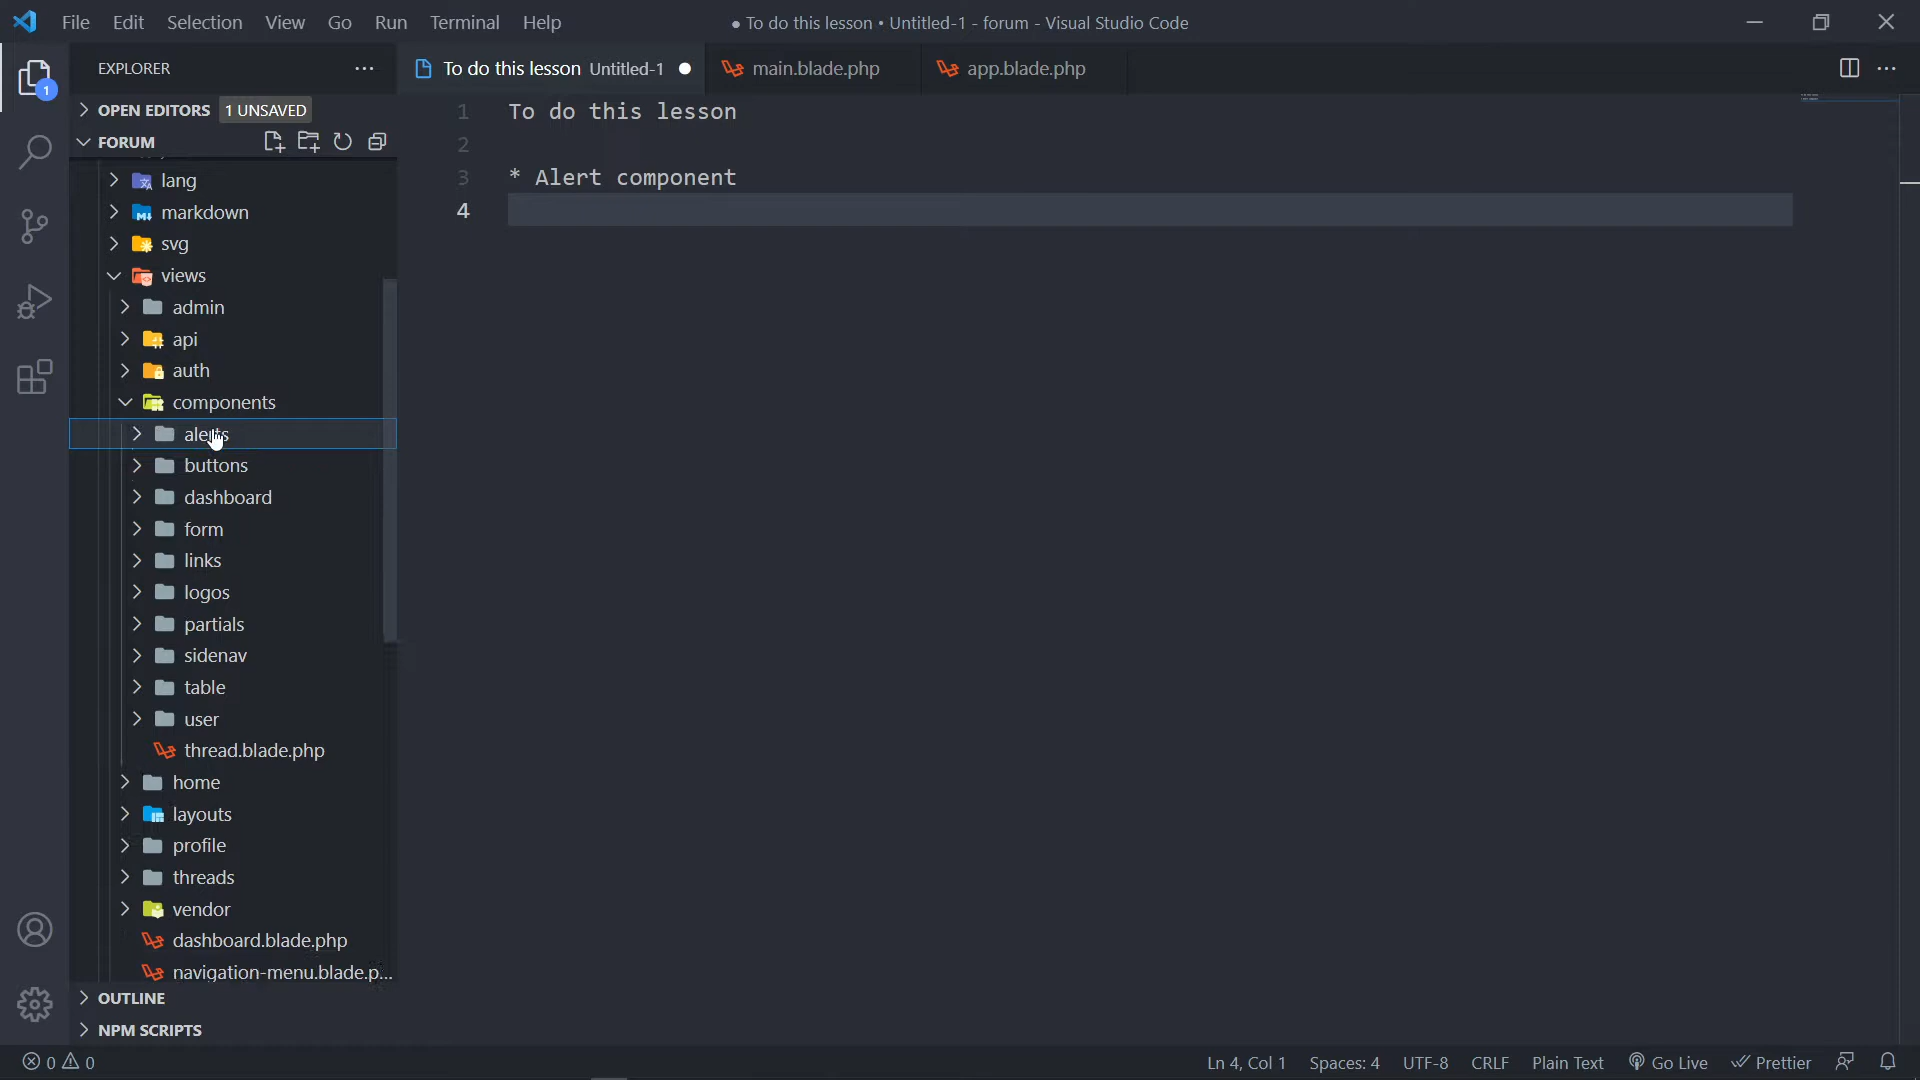 File Edit Selection View Go Run Terminal Help
● To do this lesson • Untitled-1 - forum - Visual Studio Code
EXPLORER
To do this lesson Untitled-1
main.blade.php
app.blade.php
1
OPEN EDITORS 1 UNSAVED
FORUM
lang
markdown
svg
views
admin
api
auth
components
alerts
buttons
dashboard
form
links
logos
partials
sidenav
table
user
thread.blade.php
home
layouts
profile
threads
vendor
dashboard.blade.php
navigation-menu.blade.p...
OUTLINE
NPM SCRIPTS
1 To do this lesson
2
3 * Alert component
4
0 0
Ln 4, Col 1 Spaces: 4 UTF-8 CRLF Plain Text Go Live Prettier